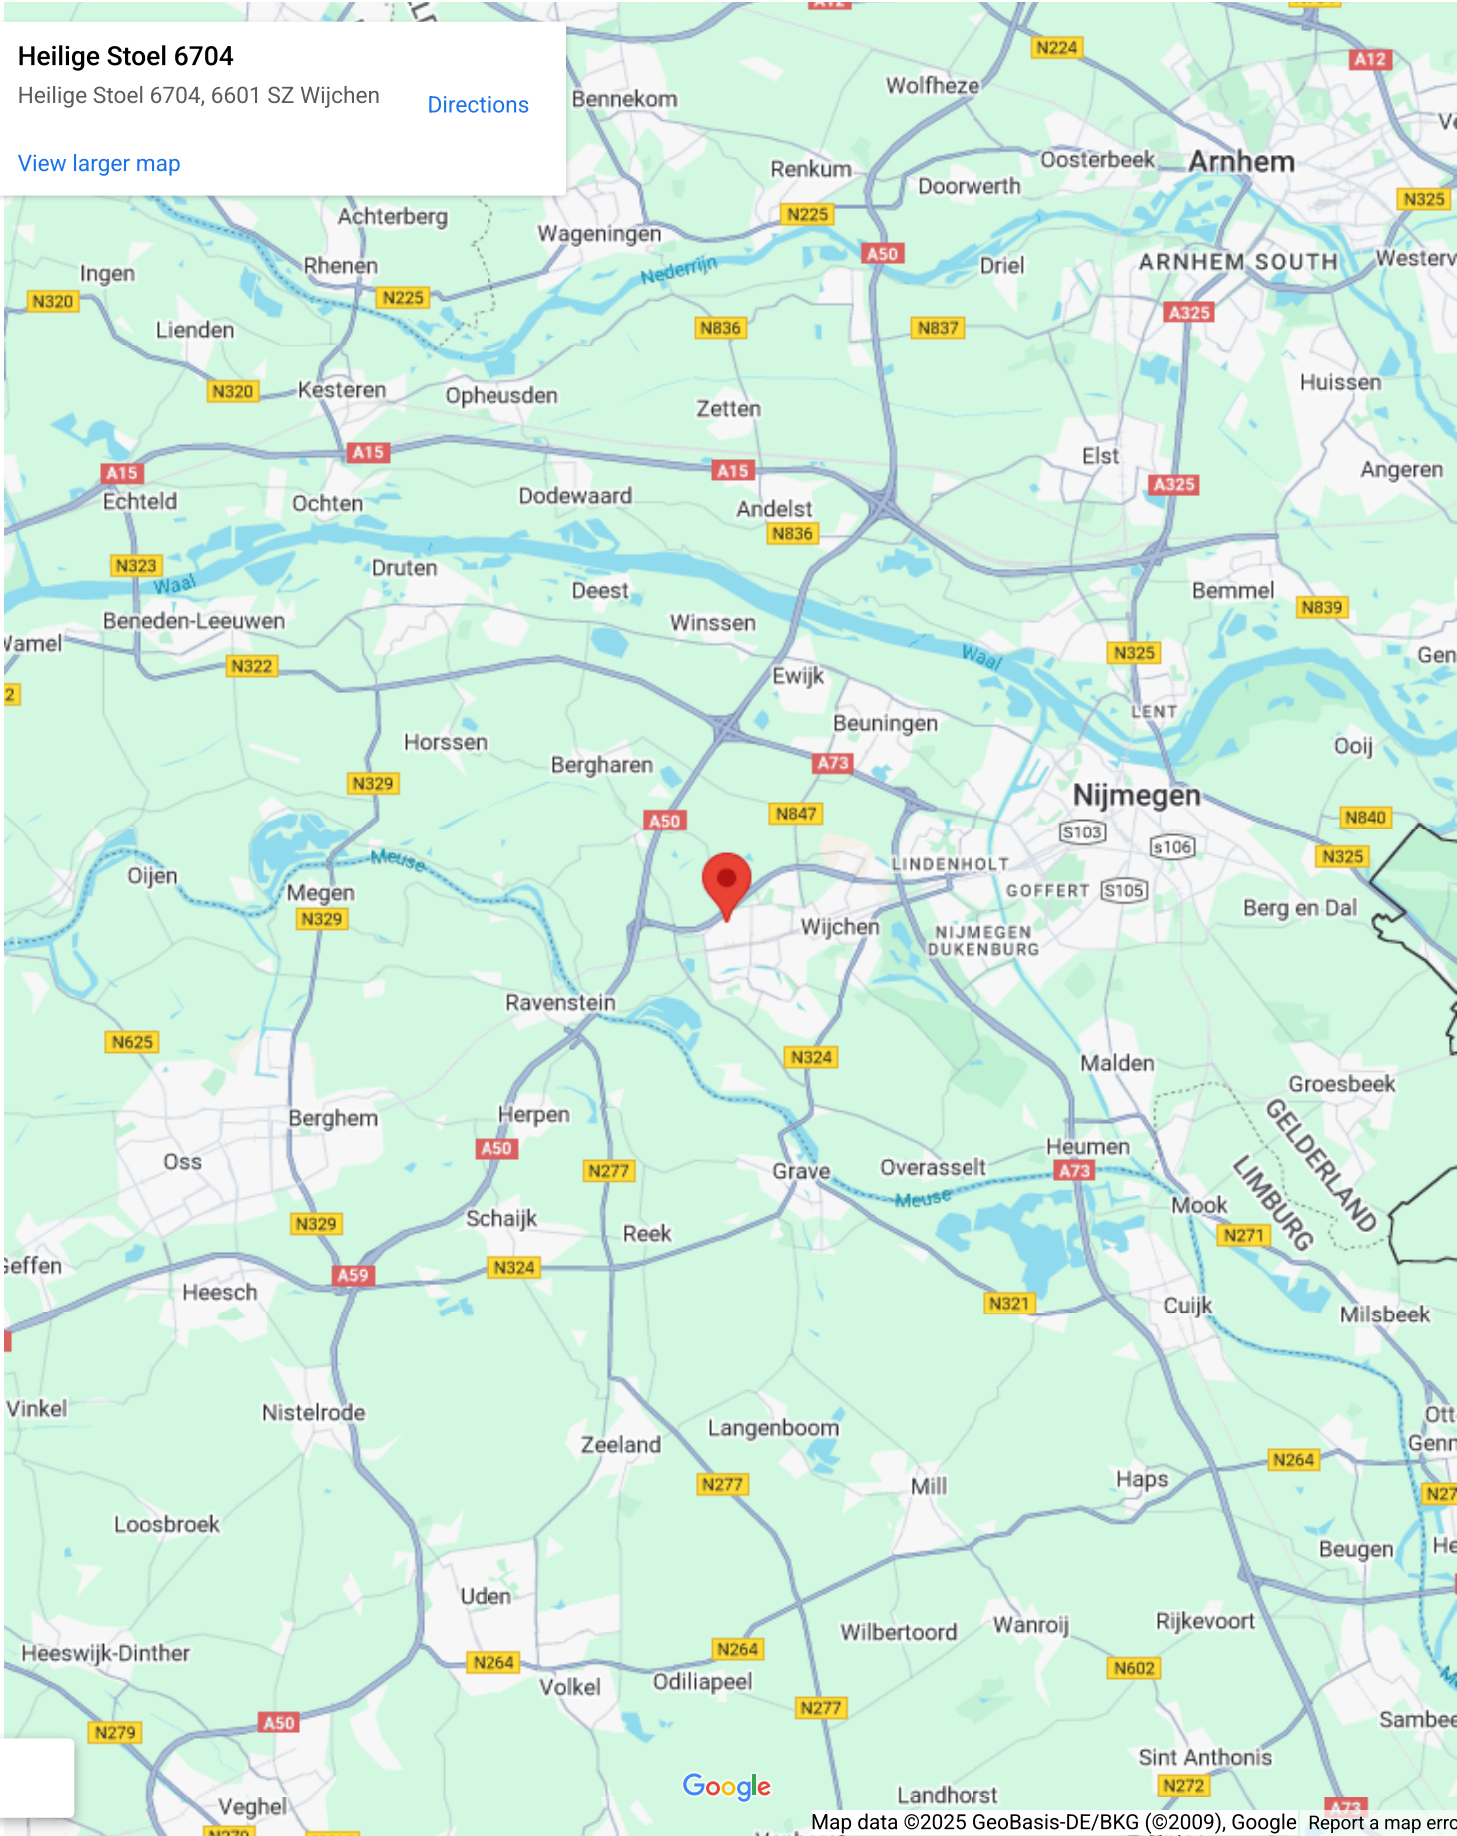 Heilige Stoel 6704
Heilige Stoel 6704, 6601 SZ Wijchen
Directions
View larger map
A12
N224
A12
Wolfheze
Bennekom
Oosterbeek
Arnhem
Renkum
Doorwerth
N325
N225
Achterberg
Wageningen
A50
Driel
ARNHEM SOUTH
Nederrijn
Rhenen
Ingen
N320
N225
A325
Lienden
N836
N837
Huissen
N320
Kesteren
Opheusden
Zetten
A15
A15
A15
Elst
Angeren
A325
Echteld
Ochten
Dodewaard
Andelst
N836
N323
Waal
Druten
Deest
Bemmel
N839
Beneden-Leeuwen
Winssen
N322
Waal
N325
Ewijk
LENT
Beuningen
Horssen
Ooij
Bergharen
A73
N329
Nijmegen
N847
A50
N840
S103
s106
N325
Meuse
LINDENHOLT
Oijen
GOFFERT
S105
Megen
N329
Berg en Dal
Wijchen
NIJMEGEN
DUKENBURG
Ravenstein
N625
N324
Malden
Groesbeek
GELDERLAND
LIMBURG
Berghem
Herpen
Oss
A50
Heumen
N277
Grave
Overasselt
A73
Meuse
Mook
Schaijk
N329
Reek
N271
N324
A59
Heesch
N321
Cuijk
Milsbeek
Vinkel
Nistelrode
Langenboom
Zeeland
N264
N277
Mill
Haps
Loosbroek
Beugen
Uden
Wilbertoord
Wanroij
Rijkevoort
Heeswijk-Dinther
N264
N264
N602
Odiliapeel
Volkel
N277
N279
A50
Sint Anthonis
N272
Google
Landhorst
Veghel
A73
Map data ©2025 GeoBasis-DE/BKG (©2009), Google
Report a map erro